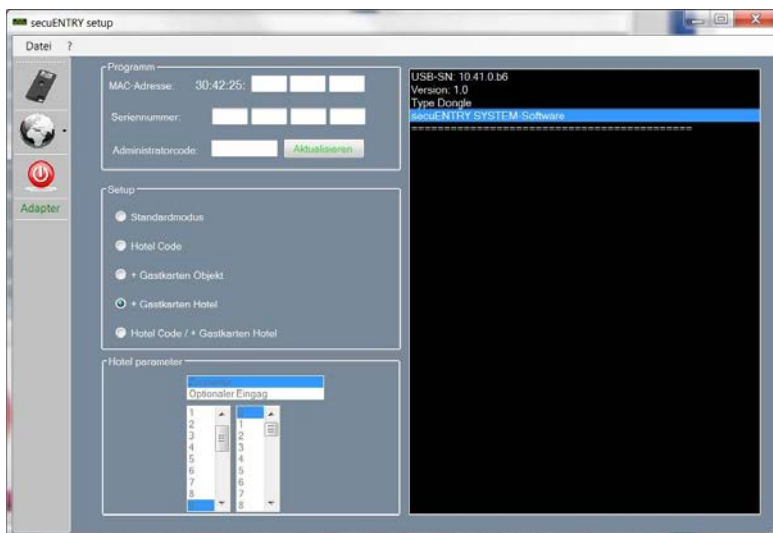 secuENTRY setup
Datei ?
Adapter
Programm
MAC-Adresse: 30:42:25:
Seriennummer:
Administratorcode: Aktualisieren
Setup
Standardmodus
Hotel Code
+ Gastkarten Objekt
+ Gastkarten Hotel
Hotel Code / + Gastkarten Hotel
Hotel parameter
Optionaler Eingag
1
2 1
3 2
4 3
5 4
6 5
7 6
8 7
8
USB-SN: 10.41.0.b6
Version: 1.0
Type Dongle
secuENTRY SYSTEM-Software
==========================================